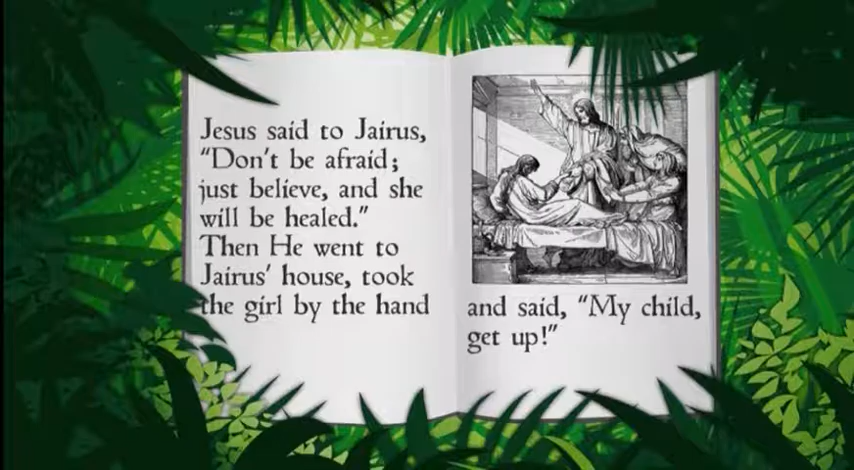 Jesus said to Jairus,
“Don’t be afraid;
just believe, and she
will be healed.”
Then He went to
Jairus’ house, took
the girl by the hand
and said, “My child,
get up!”